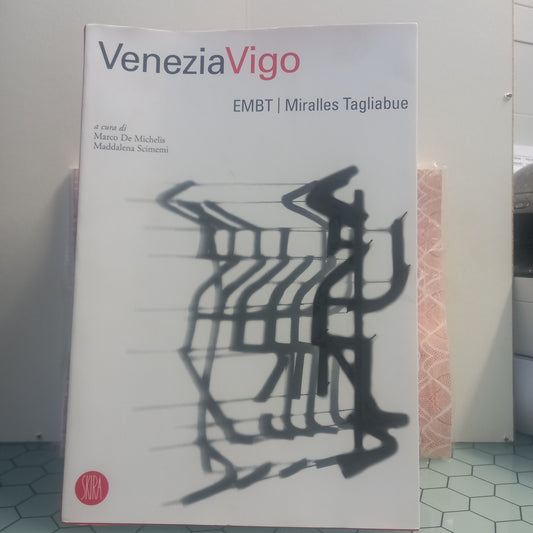 VeneziaVigo
EMBT | Miralles Tagliabue
a cura di
Marco De Michelis
Maddalena Scimemi
SKIRA